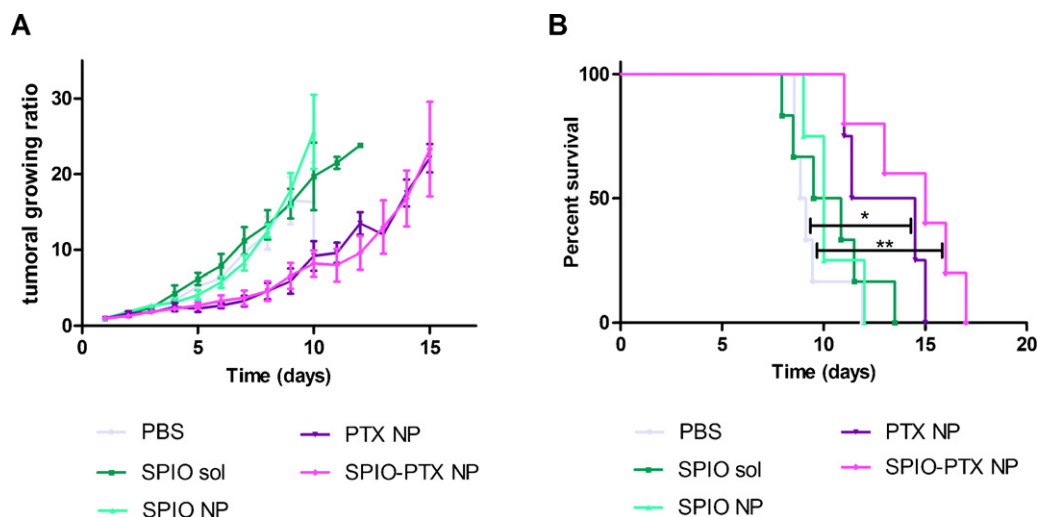 A
tumoral growing ratio
30
20
10
0
0
5
10
15
Time (days)
PBS
SPIO sol
SPIO NP
PTX NP
SPIO-PTX NP
B
Percent survival
100
50
0
*
**
0
5
10
15
20
Time (days)
PBS
SPIO sol
SPIO NP
PTX NP
SPIO-PTX NP